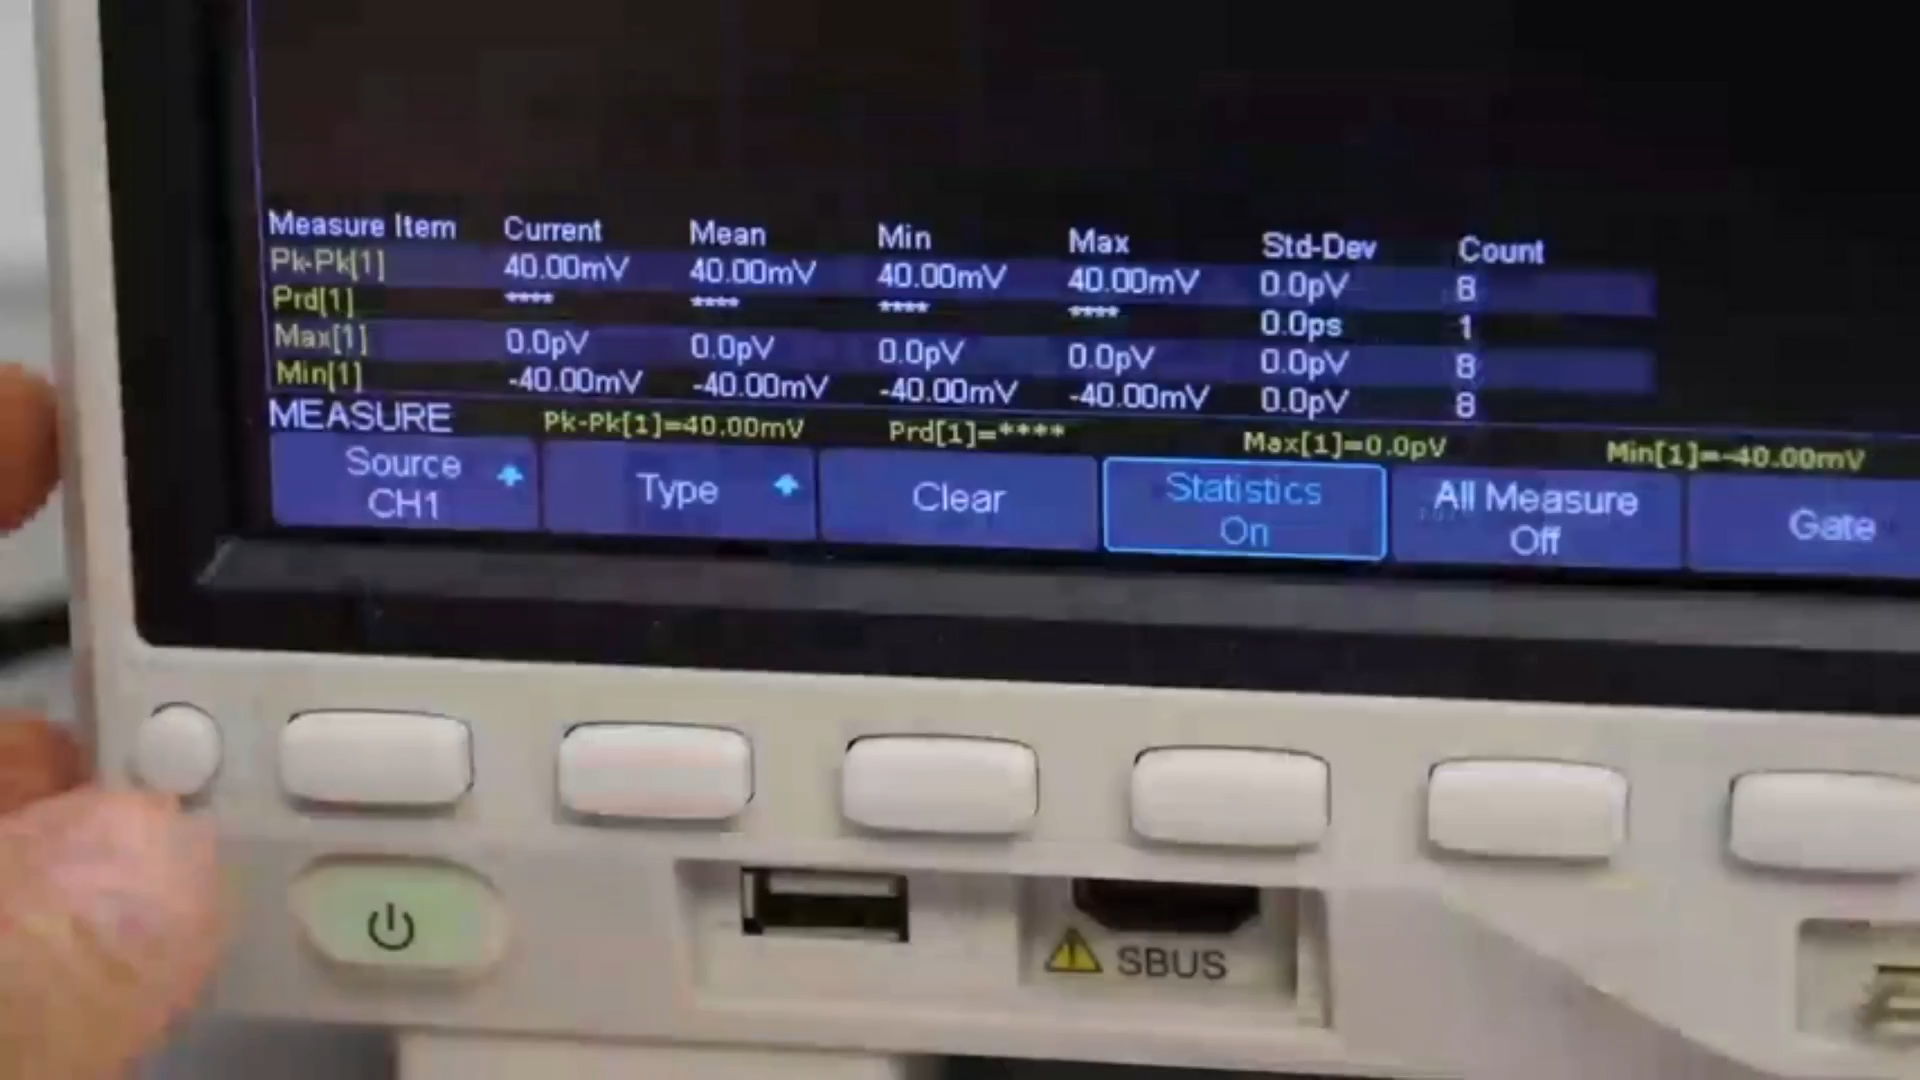 Measure Item Current Mean Min Max Std-Dev Count
Pk-Pk[1] 40.00mV 40.00mV 40.00mV 40.00mV 0.0pV 8
Prd[1] **** **** **** **** 0.0ps 1
Max[1] 0.0pV 0.0pV 0.0pV 0.0pV 0.0pV 8
Min[1] -40.00mV -40.00mV -40.00mV -40.00mV 0.0pV 8
MEASURE Pk-Pk[1]=40.00mV Prd[1]=**** Max[1]=0.0pV Min[1]=-40.00mV
Source
CH1
Type
Clear
Statistics
On
All Measure
Off
Gate
SBUS